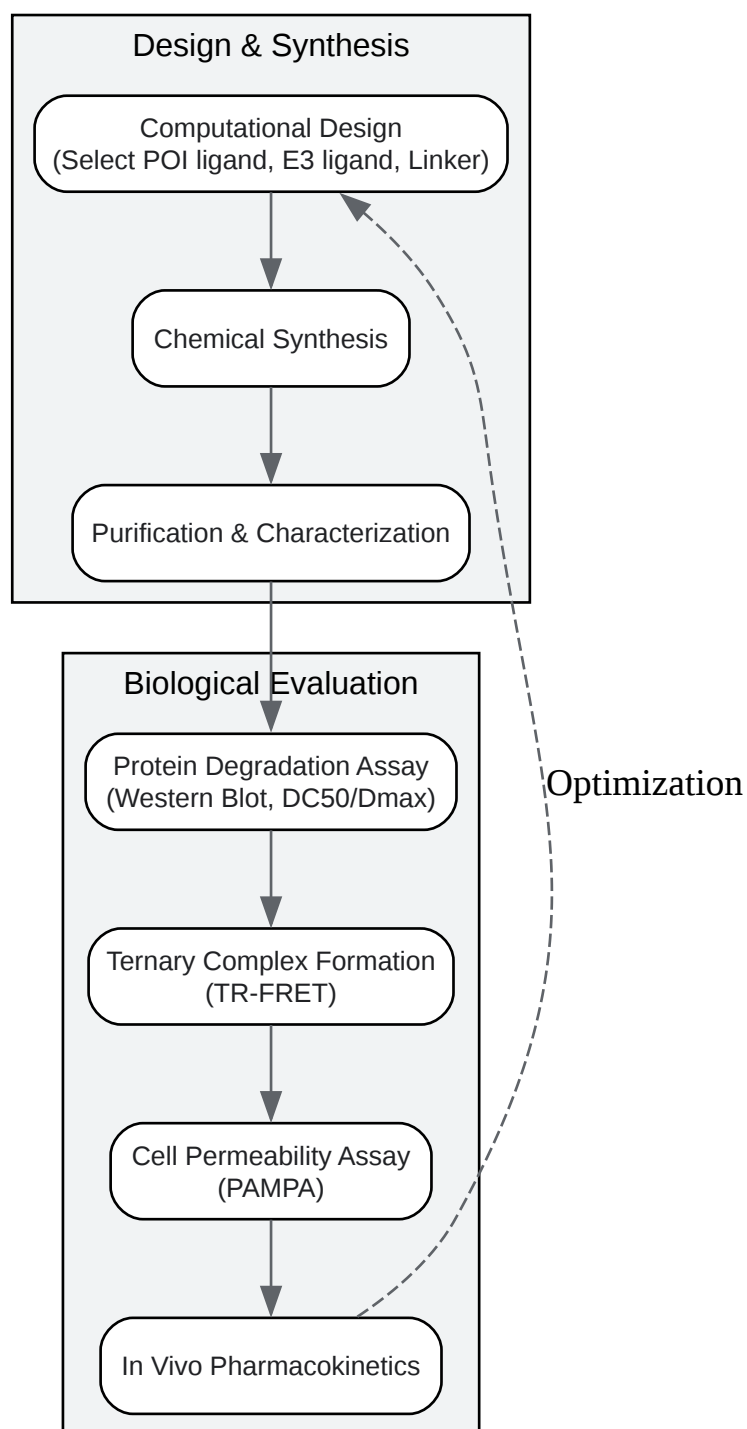 Design & Synthesis
Computational Design
(Select POI ligand, E3 ligand, Linker)
Chemical Synthesis
Purification & Characterization
Biological Evaluation
Protein Degradation Assay
(Western Blot, DC50/Dmax)
Optimization
Ternary Complex Formation
(TR-FRET)
Cell Permeability Assay
(PAMPA)
In Vivo Pharmacokinetics